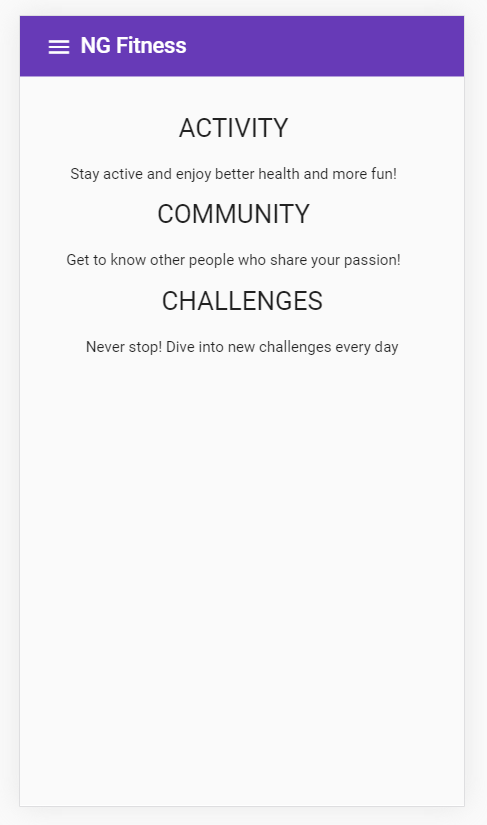 NG Fitness
ACTIVITY
Stay active and enjoy better health and more fun!
COMMUNITY
Get to know other people who share your passion!
CHALLENGES
Never stop! Dive into new challenges every day